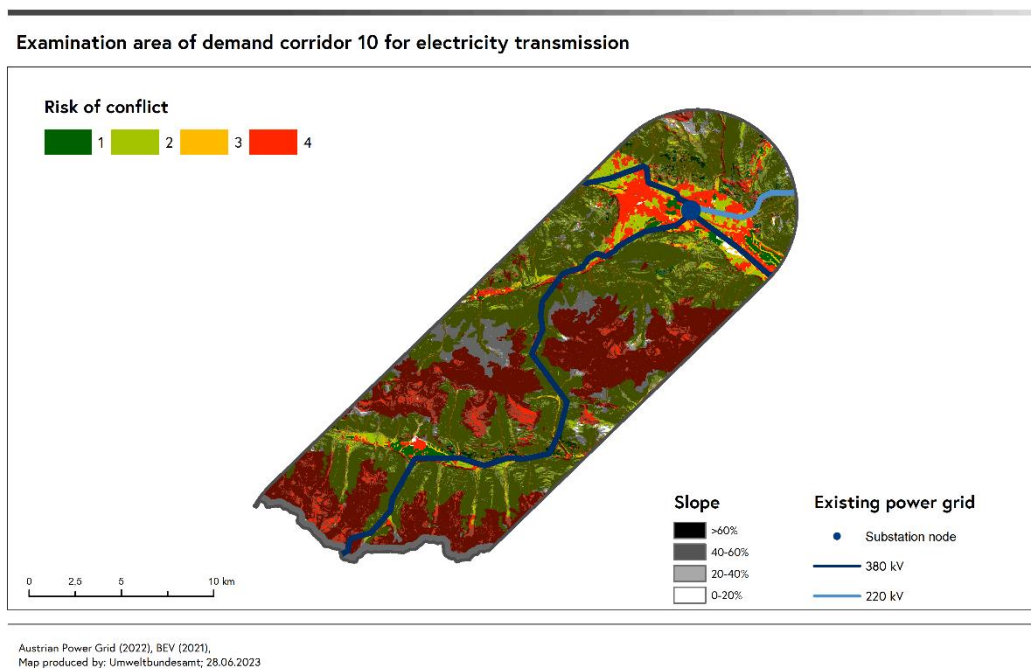 Examination area of demand corridor 10 for electricity transmission
Risk of conflict
1 2 3 4
Slope
>60%
40-60%
20-40%
0-20%
Existing power grid
Substation node
380 kV
220 kV
0 2.5 5 10 km
Austrian Power Grid (2022), BEV (2021),
Map produced by: Umweltbundesamt; 28.06.2023